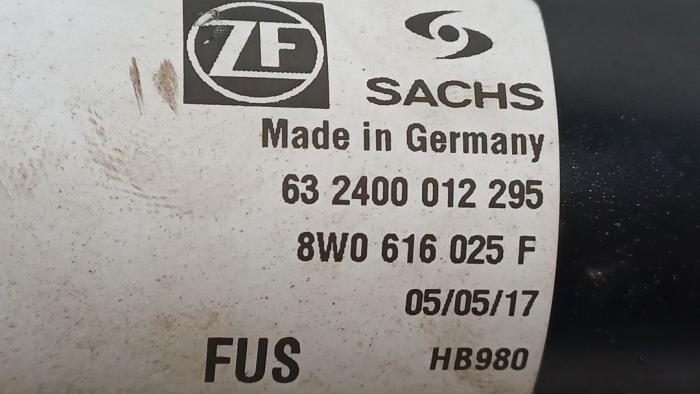 ZF
SACHS
Made in Germany
63 2400 012 295
8W0 616 025 F
05/05/17
FUS HB980